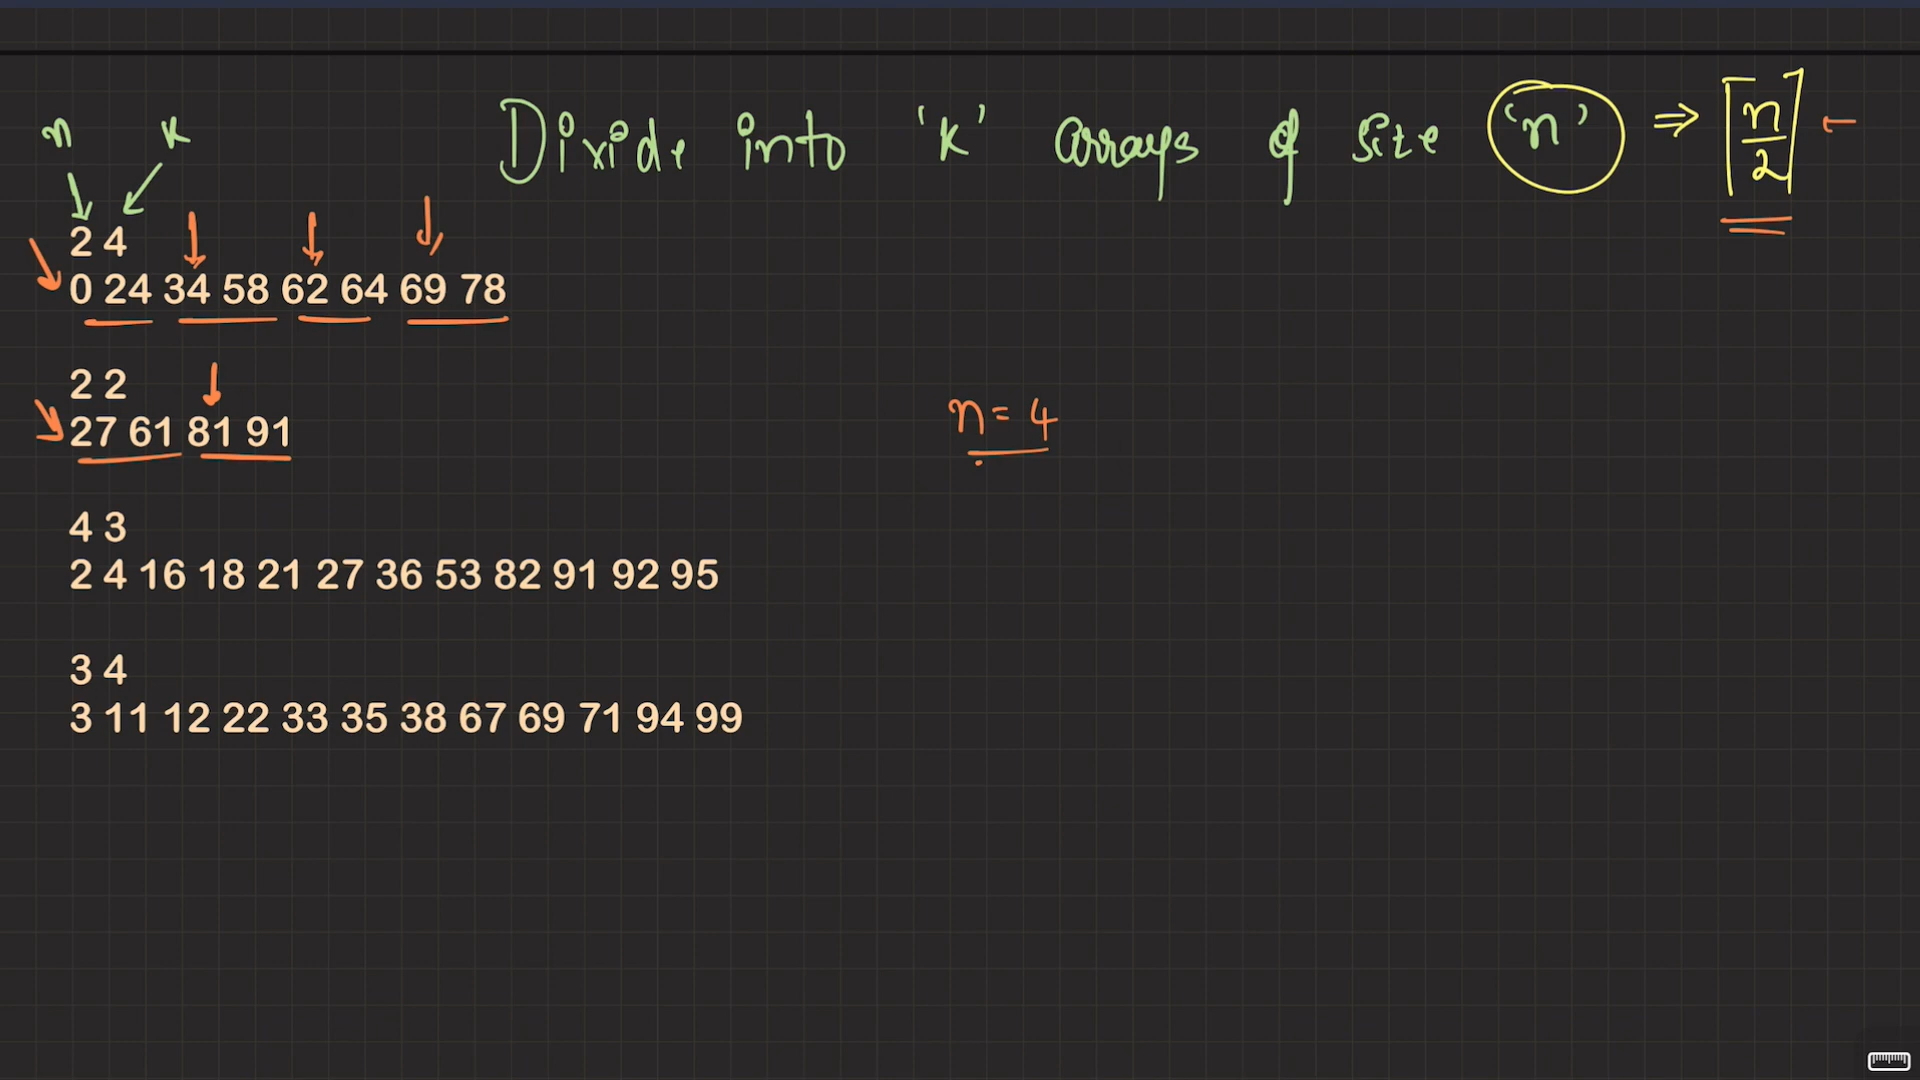 n k
Divide into 'k' arrays of size 'n' ⇒ ⌈n/2⌉ ←
2 4
0 24 34 58 62 64 69 78
2 2
27 61 81 91
n = 4
4 3
2 4 16 18 21 27 36 53 82 91 92 95
3 4
3 11 12 22 33 35 38 67 69 71 94 99